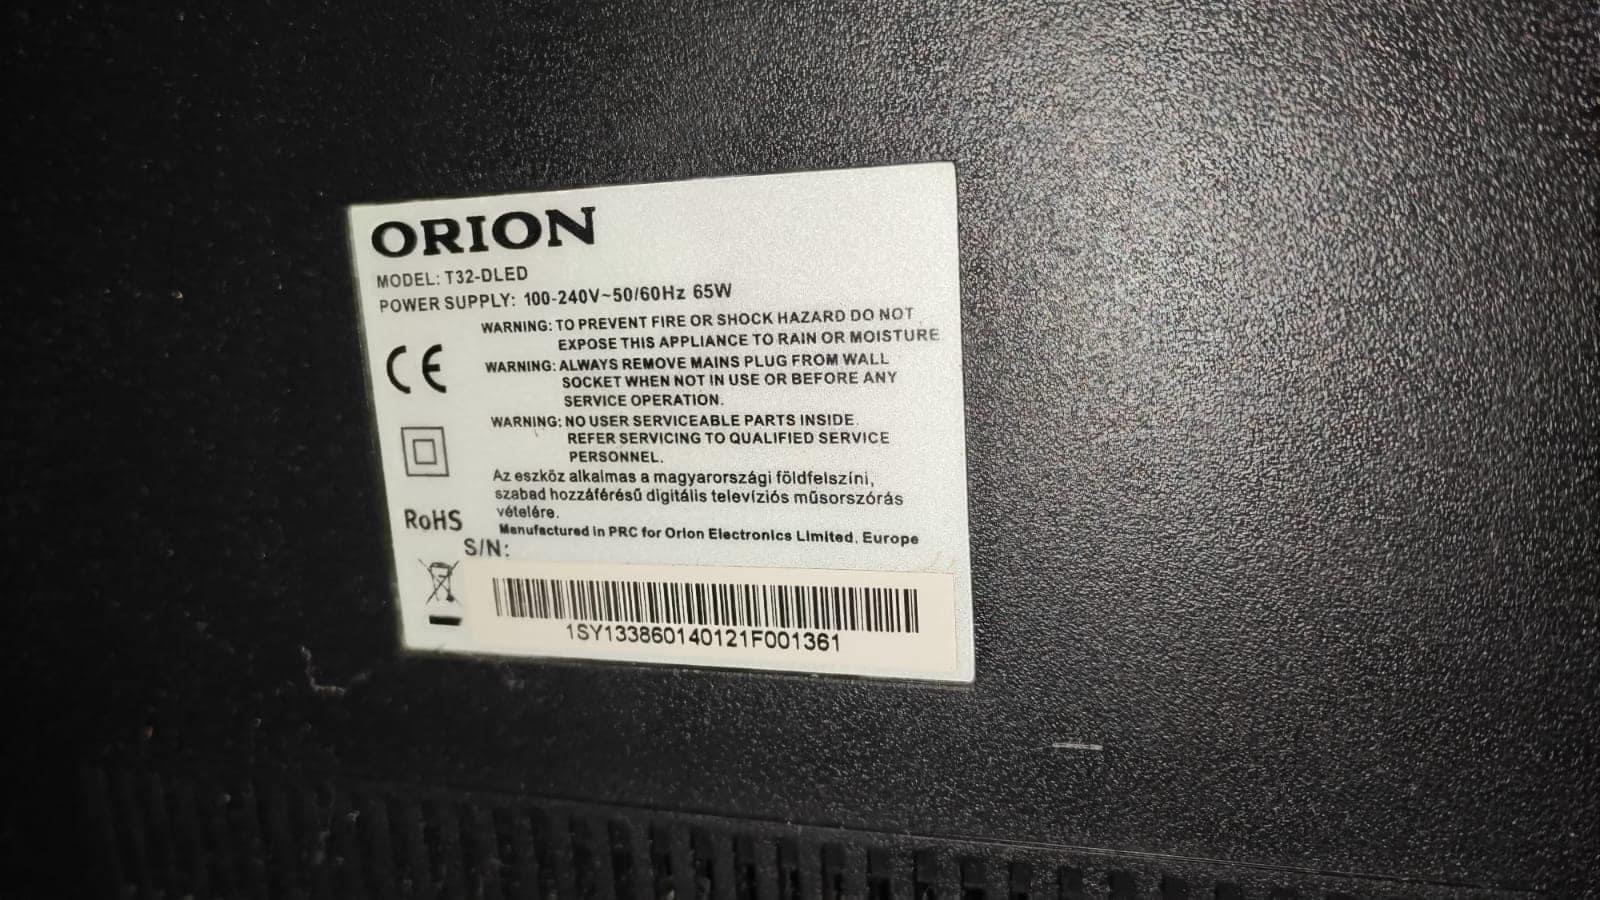 ORION
MODEL: T32-DLED
POWER SUPPLY: 100-240V~50/60Hz 65W
WARNING: TO PREVENT FIRE OR SHOCK HAZARD DO NOT
EXPOSE THIS APPLIANCE TO RAIN OR MOISTURE
CE
WARNING: ALWAYS REMOVE MAINS PLUG FROM WALL
SOCKET WHEN NOT IN USE OR BEFORE ANY
SERVICE OPERATION.
WARNING: NO USER SERVICEABLE PARTS INSIDE.
REFER SERVICING TO QUALIFIED SERVICE
PERSONNEL.
Az eszköz alkalmas a magyarországi földfelszíni,
szabad hozzáférésű digitális televíziós műsorszórás
vételére.
RoHS
Manufactured in PRC for Orion Electronics Limited, Europe
S/N:
1SY133860140121F001361